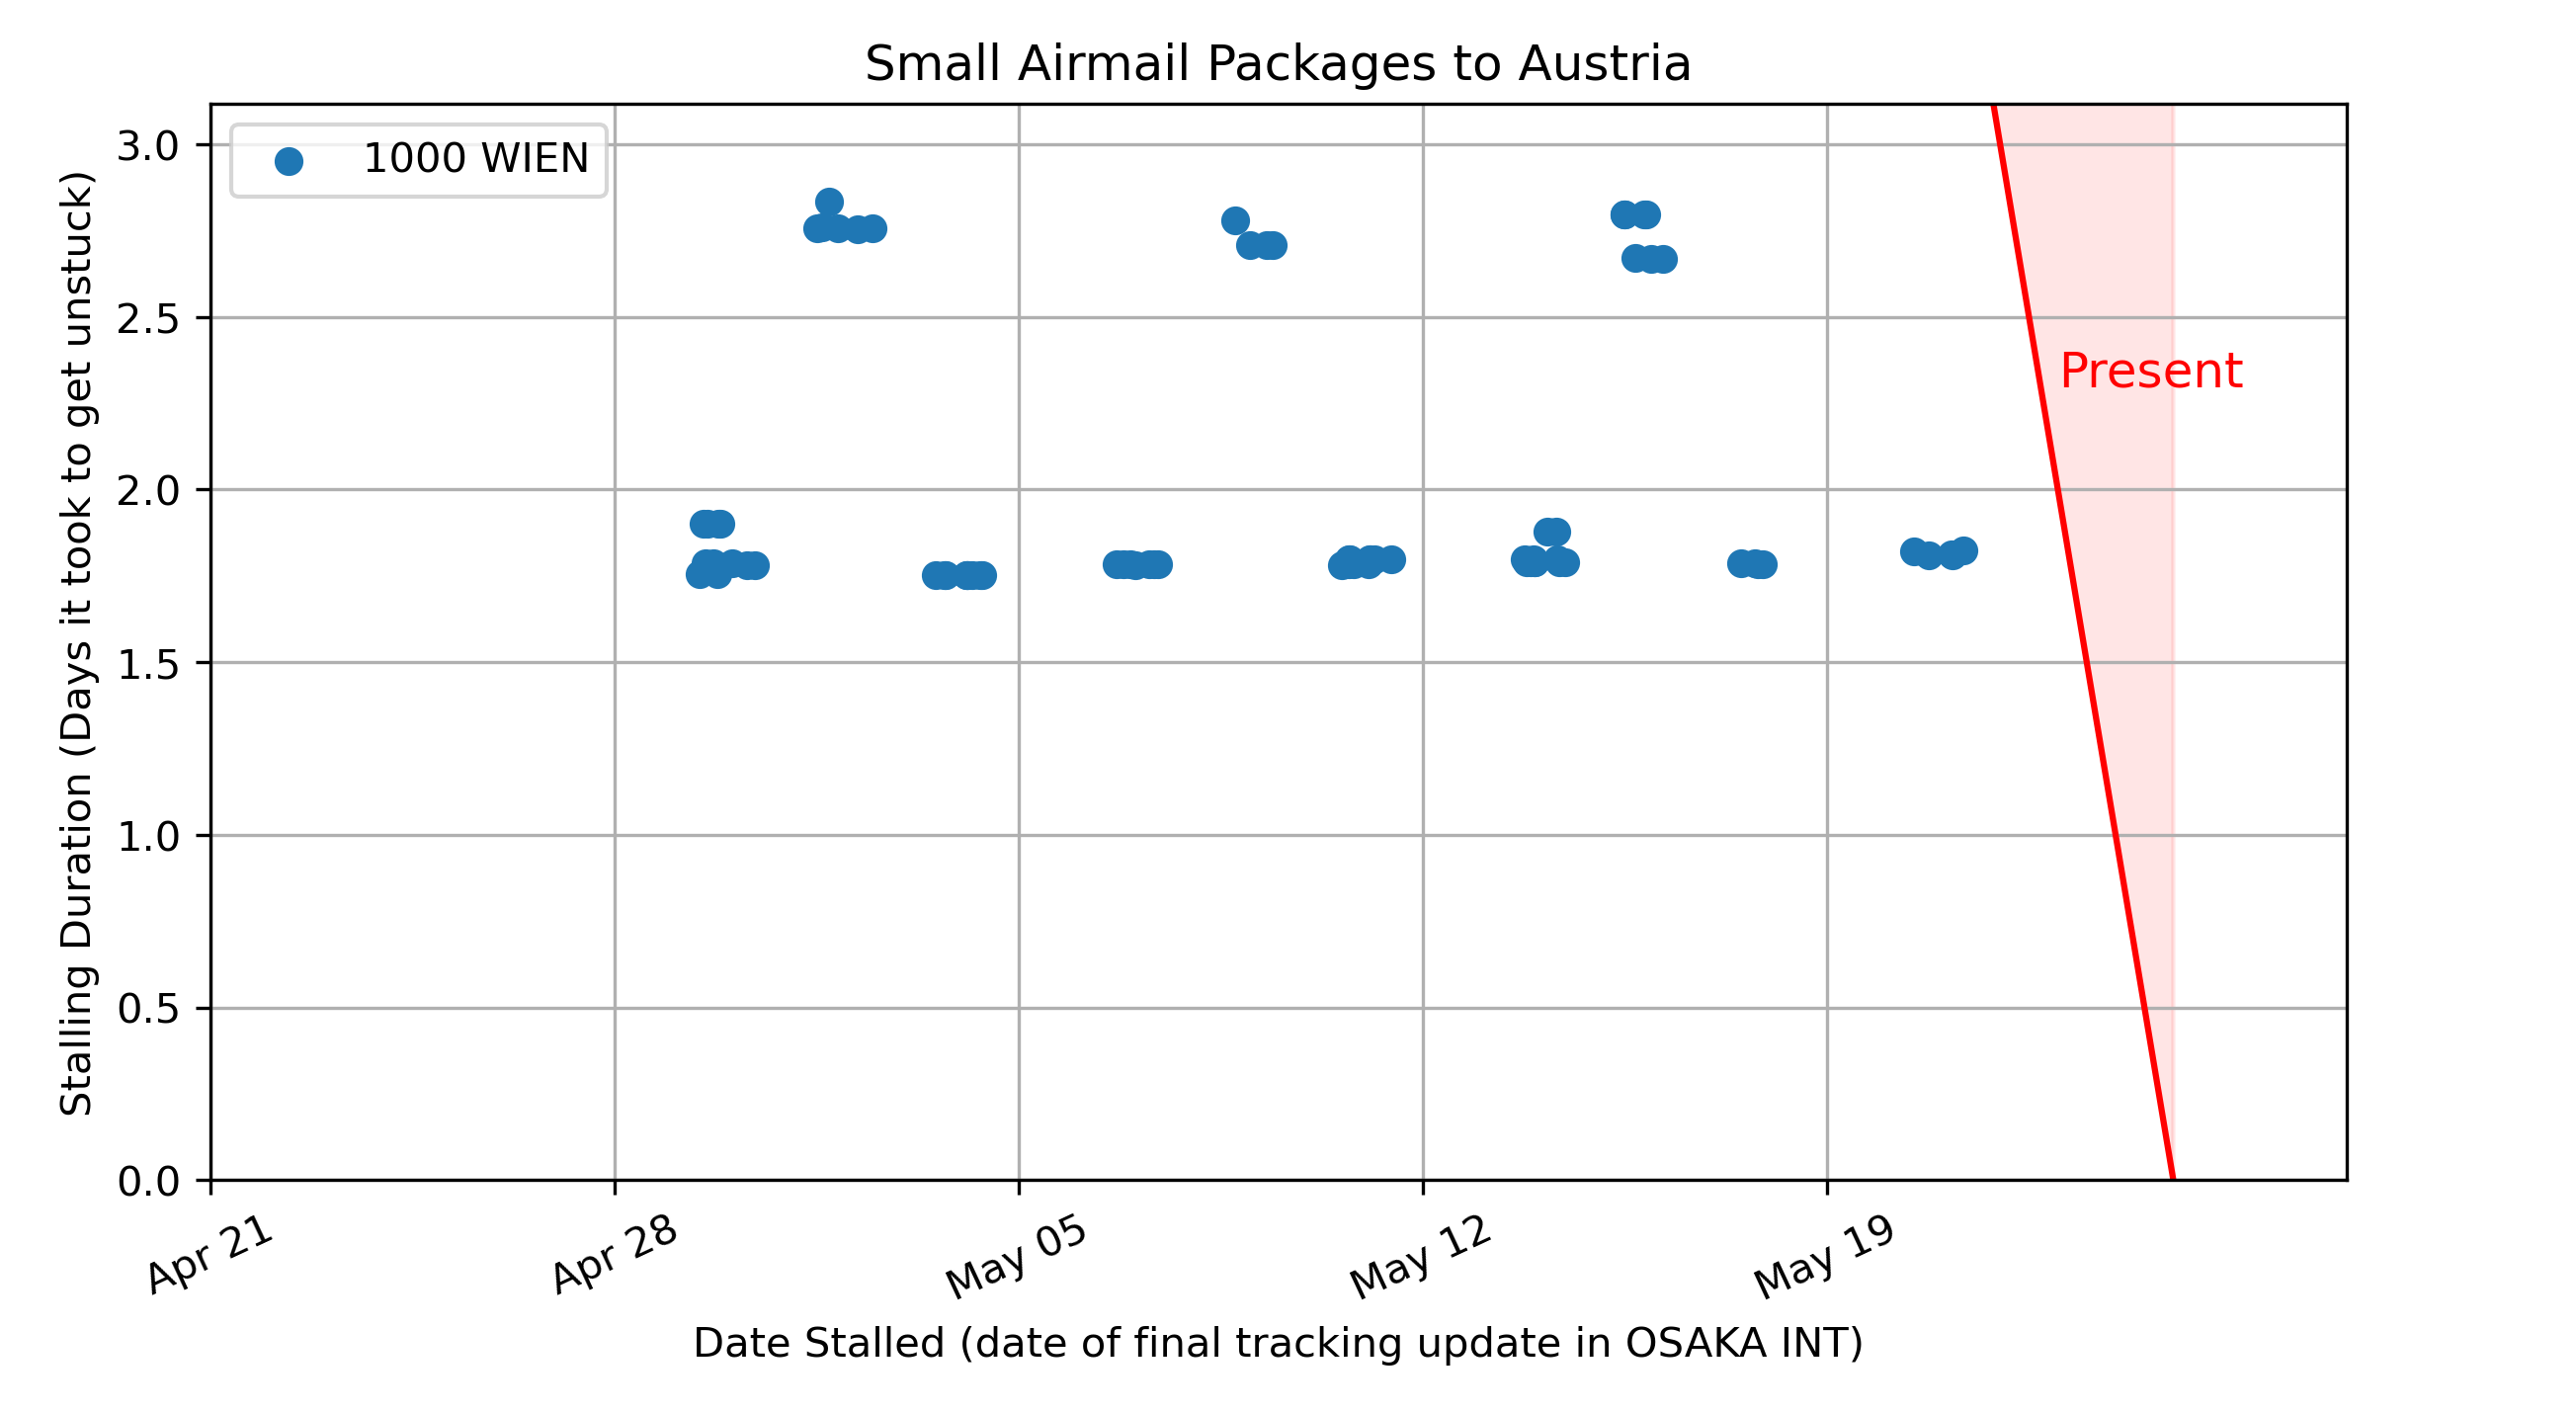 Small Airmail Packages to Austria
1000 WIEN
Stalling Duration (Days it took to get unstuck)
3.0
2.5
2.0
1.5
1.0
0.5
0.0
Present
Apr 21
Apr 28
May 05
May 12
May 19
Date Stalled (date of final tracking update in OSAKA INT)